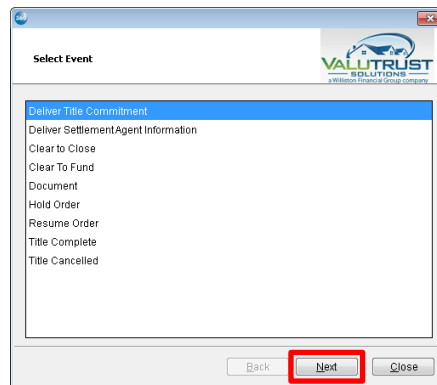 360
Select Event
VALUTRUST
SOLUTIONS
a Williston Financial Group company
Deliver Title Commitment
Deliver Settlement Agent Information
Clear to Close
Clear To Fund
Document
Hold Order
Resume Order
Title Complete
Title Cancelled
Back Next Close